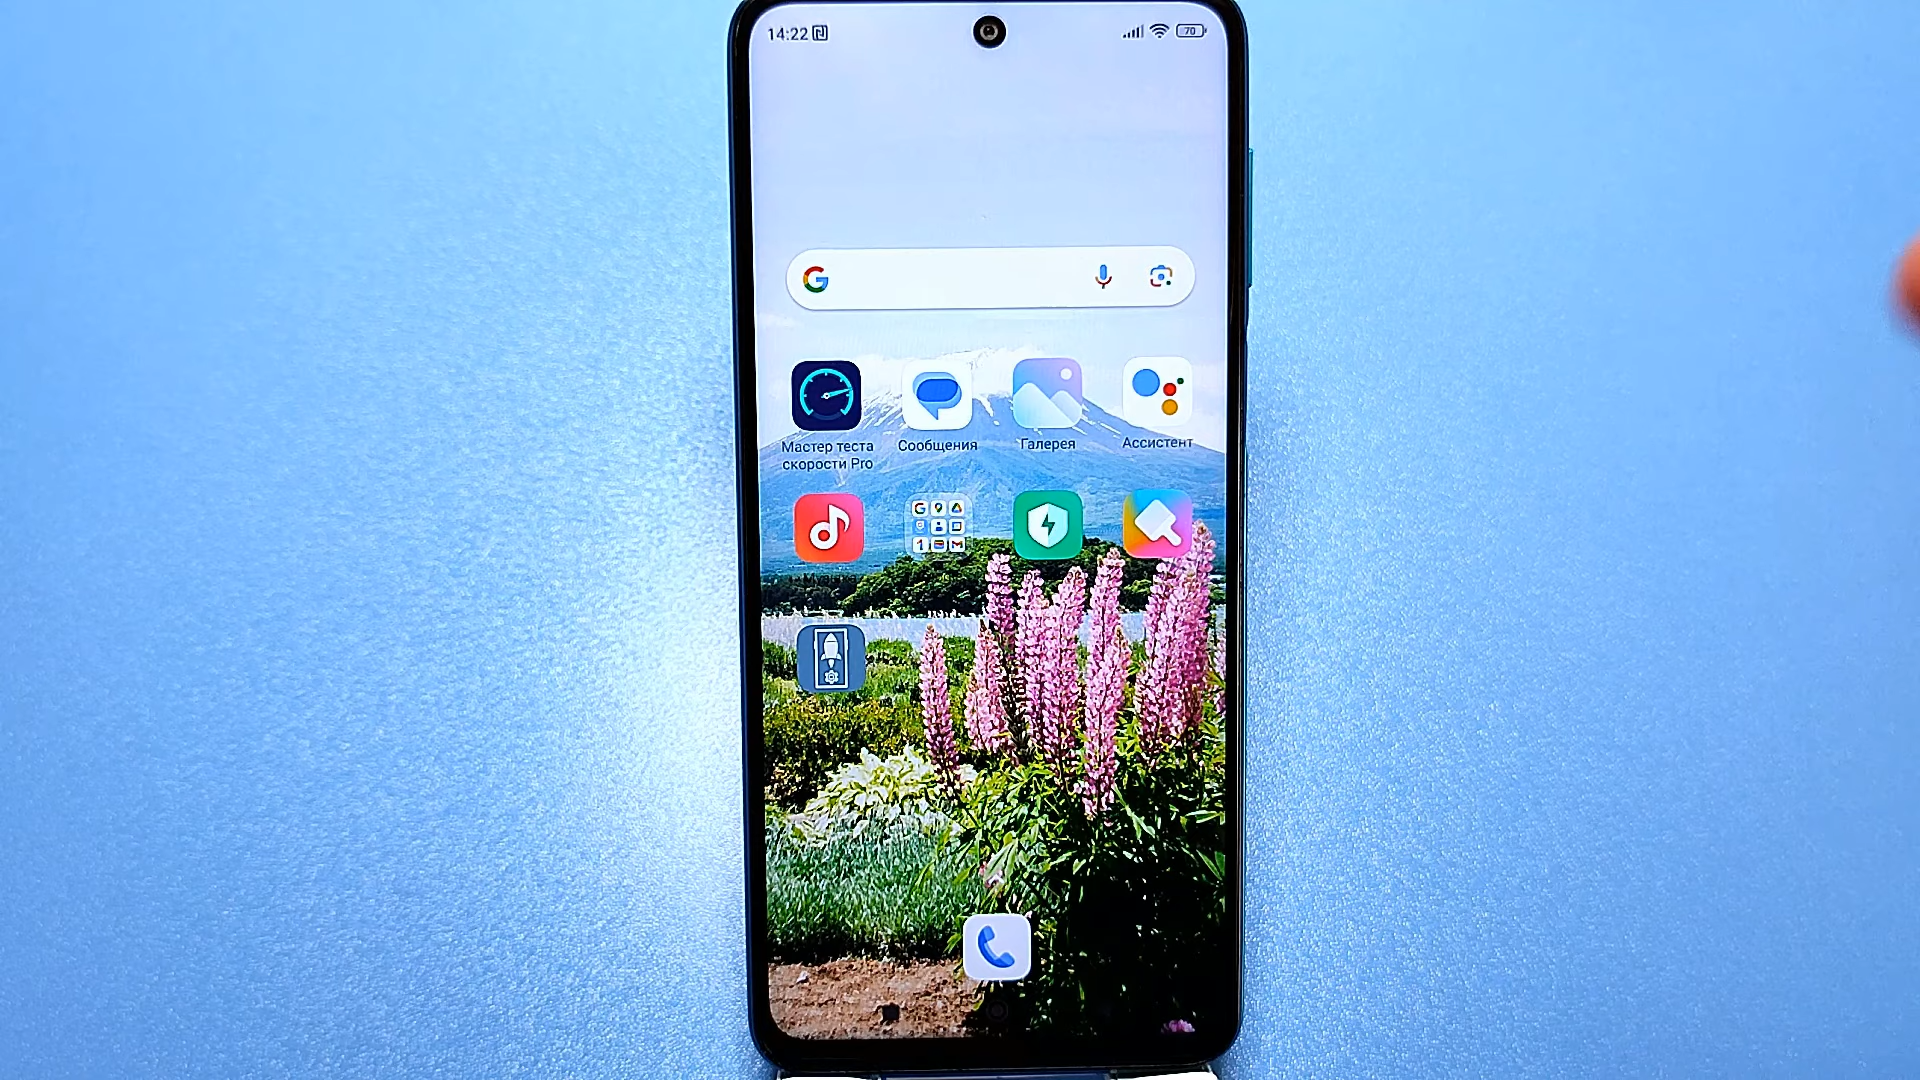 14:22
70
Мастер теста
скорости Pro
Сообщения
Галерея
Ассистент